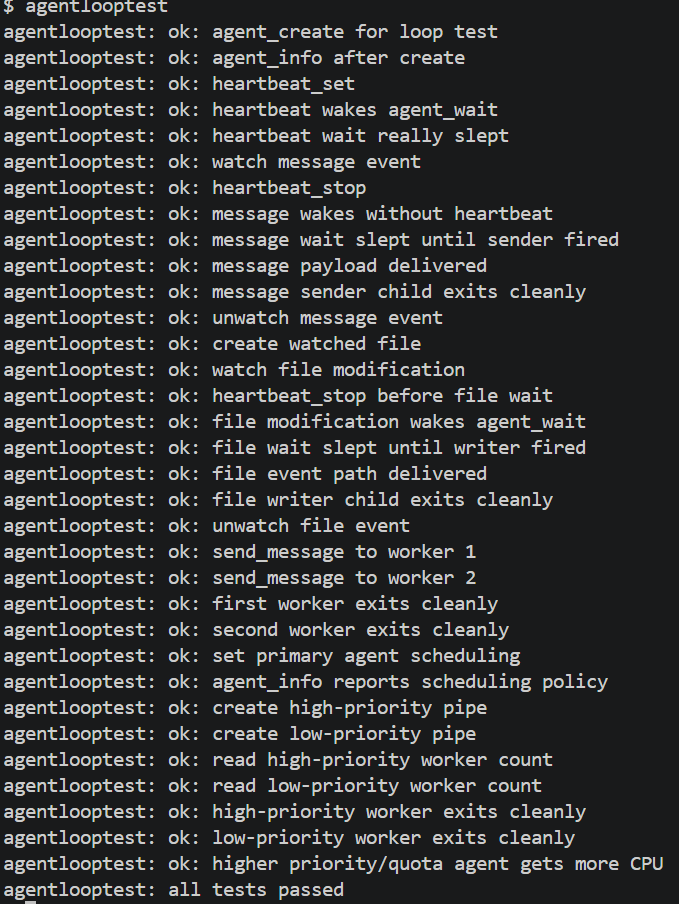 $ agentlooptest
agentlooptest: ok: agent_create for loop test
agentlooptest: ok: agent_info after create
agentlooptest: ok: heartbeat_set
agentlooptest: ok: heartbeat wakes agent_wait
agentlooptest: ok: heartbeat wait really slept
agentlooptest: ok: watch message event
agentlooptest: ok: heartbeat_stop
agentlooptest: ok: message wakes without heartbeat
agentlooptest: ok: message wait slept until sender fired
agentlooptest: ok: message payload delivered
agentlooptest: ok: message sender child exits cleanly
agentlooptest: ok: unwatch message event
agentlooptest: ok: create watched file
agentlooptest: ok: watch file modification
agentlooptest: ok: heartbeat_stop before file wait
agentlooptest: ok: file modification wakes agent_wait
agentlooptest: ok: file wait slept until writer fired
agentlooptest: ok: file event path delivered
agentlooptest: ok: file writer child exits cleanly
agentlooptest: ok: unwatch file event
agentlooptest: ok: send_message to worker 1
agentlooptest: ok: send_message to worker 2
agentlooptest: ok: first worker exits cleanly
agentlooptest: ok: second worker exits cleanly
agentlooptest: ok: set primary agent scheduling
agentlooptest: ok: agent_info reports scheduling policy
agentlooptest: ok: create high-priority pipe
agentlooptest: ok: create low-priority pipe
agentlooptest: ok: read high-priority worker count
agentlooptest: ok: read low-priority worker count
agentlooptest: ok: high-priority worker exits cleanly
agentlooptest: ok: low-priority worker exits cleanly
agentlooptest: ok: higher priority/quota agent gets more CPU
agentlooptest: all tests passed